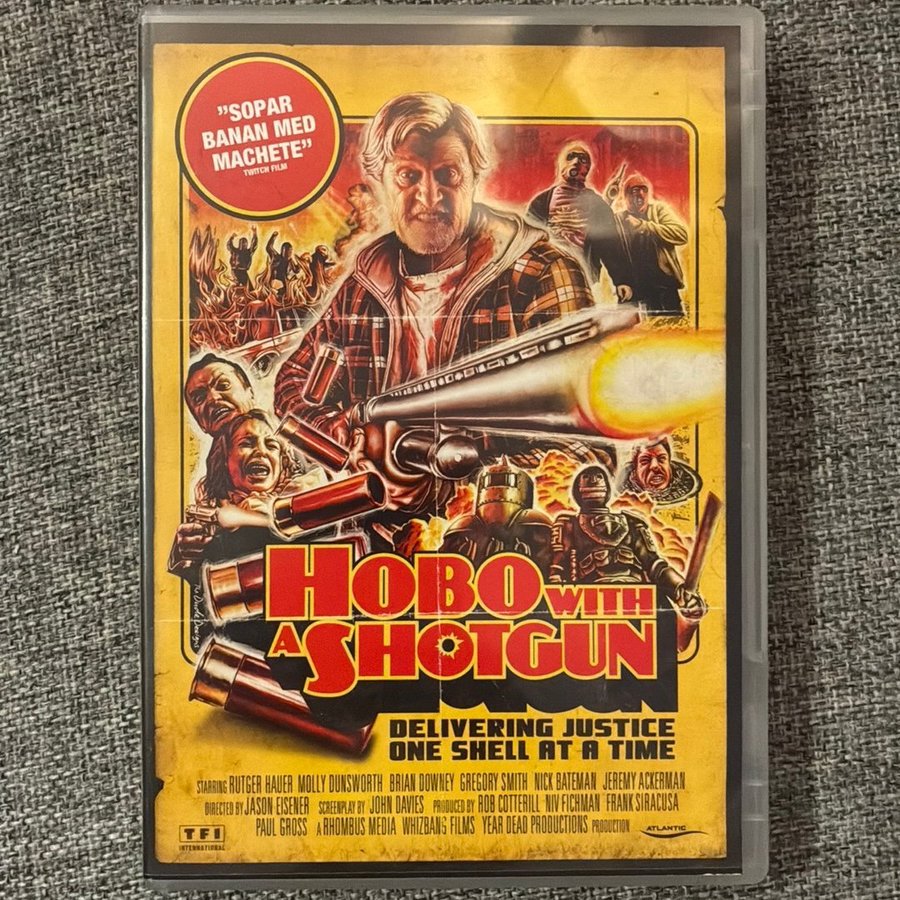 "SOPAR
BANAN MED
MACHETE"
TWITCH FILM
HOBO WITH
A SHOTGUN
DELIVERING JUSTICE
ONE SHELL AT A TIME
STARRING RUTGER HAUER MOLLY DUNSWORTH BRIAN DOWNEY GREGORY SMITH NICK BATEMAN JEREMY ACKERMAN
DIRECTED BY JASON EISENER SCREENPLAY BY JOHN DAVIES PRODUCED BY ROB COTTERILL NIV FICHMAN FRANK SIRACUSA
PAUL GROSS A RHOMBUS MEDIA WHIZBANG FILMS YEAR DEAD PRODUCTIONS PRODUCTION
TFI
INTERNATIONAL
ATLANTIC